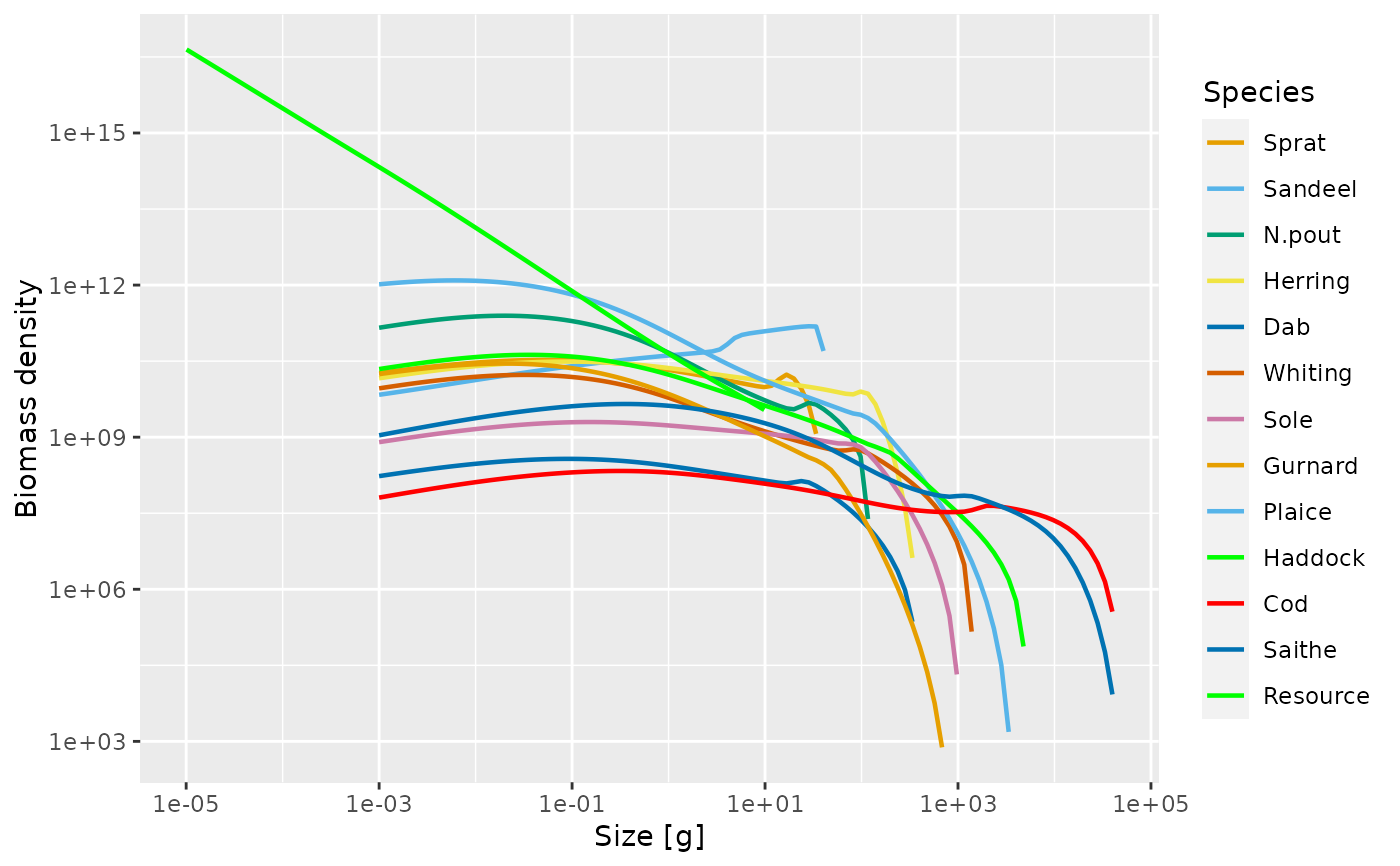 Biomass density
1e+15
1e+12
1e+09
1e+06
1e+03
1e-05
1e-03
1e-01
1e+01
1e+03
1e+05
Size [g]
Species
Sprat
Sandeel
N.pout
Herring
Dab
Whiting
Sole
Gurnard
Plaice
Haddock
Cod
Saithe
Resource